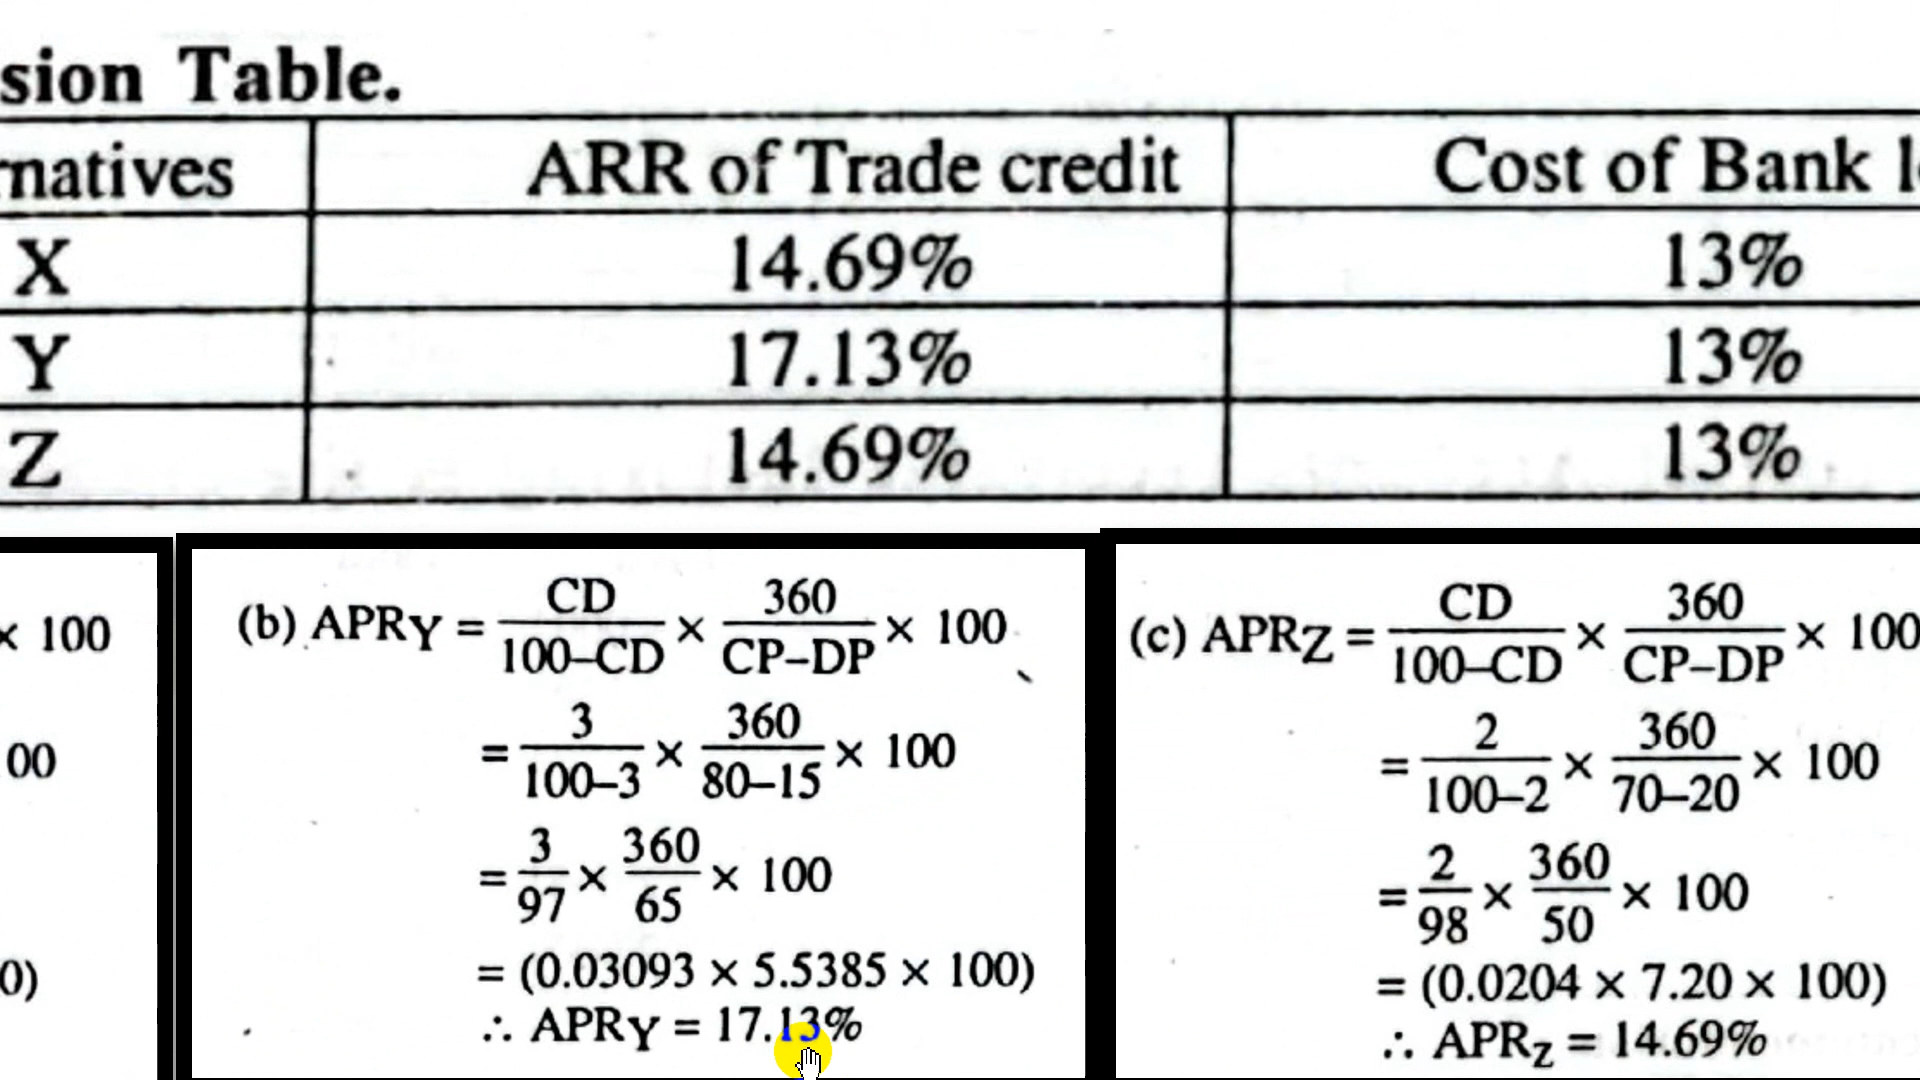 sion Table.
natives ARR of Trade credit Cost of Bank
X 14.69% 13%
Y 17.13% 13%
Z 14.69% 13%
× 100
00
0)
(b) APRY = CD/100–CD × 360/CP–DP × 100
= 3/100–3 × 360/80–15 × 100
= 3/97 × 360/65 × 100
= (0.03093 × 5.5385 × 100)
∴ APRY = 17.13%
(c) APRZ = CD/100–CD × 360/CP–DP × 100
= 2/100–2 × 360/70–20 × 100
= 2/98 × 360/50 × 100
= (0.0204 × 7.20 × 100)
∴ APRZ = 14.69%